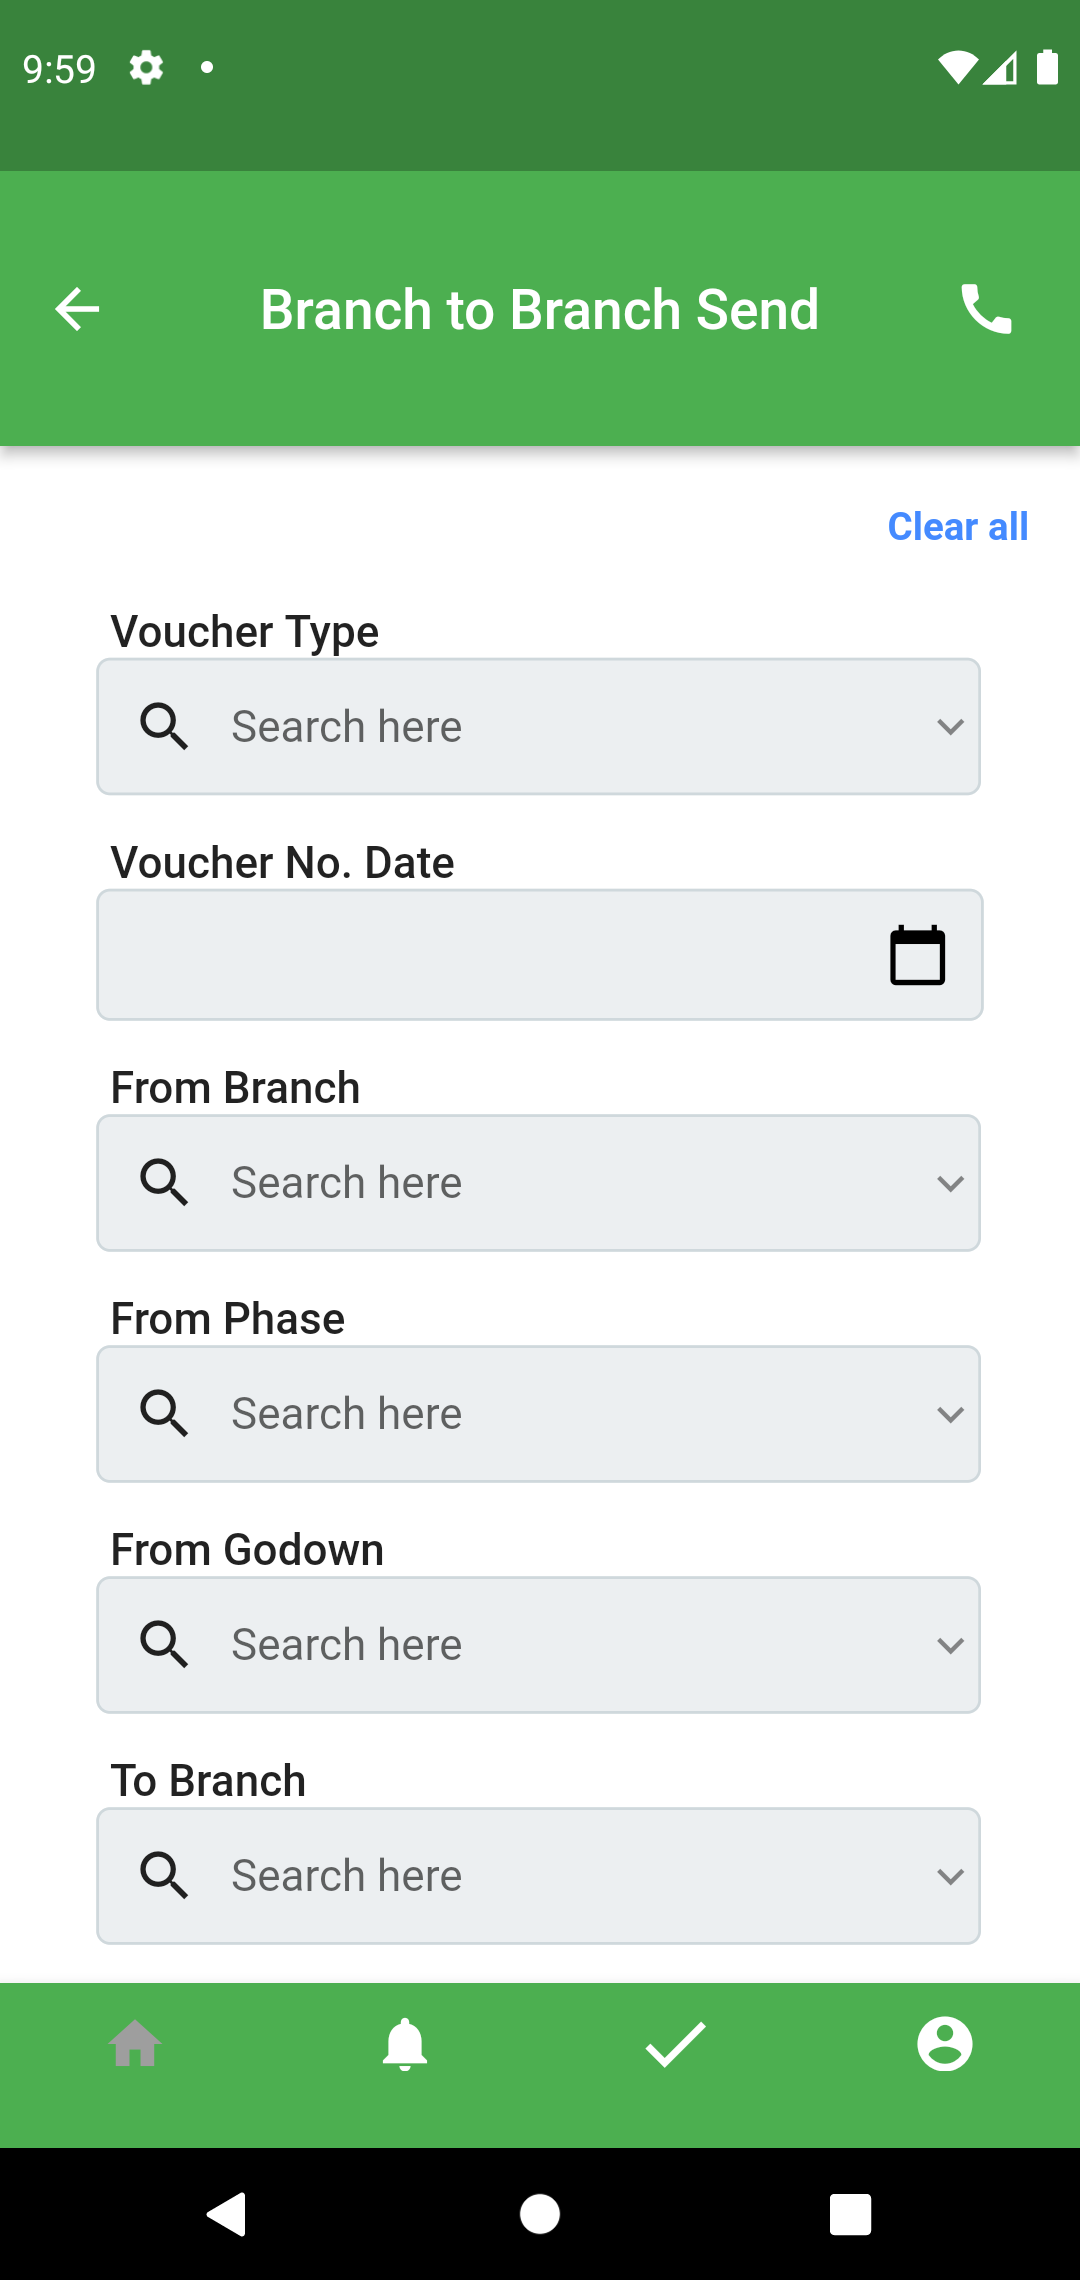 9:59
Branch to Branch Send
Clear all
Voucher Type
Search here
Voucher No. Date
From Branch
Search here
From Phase
Search here
From Godown
Search here
To Branch
Search here